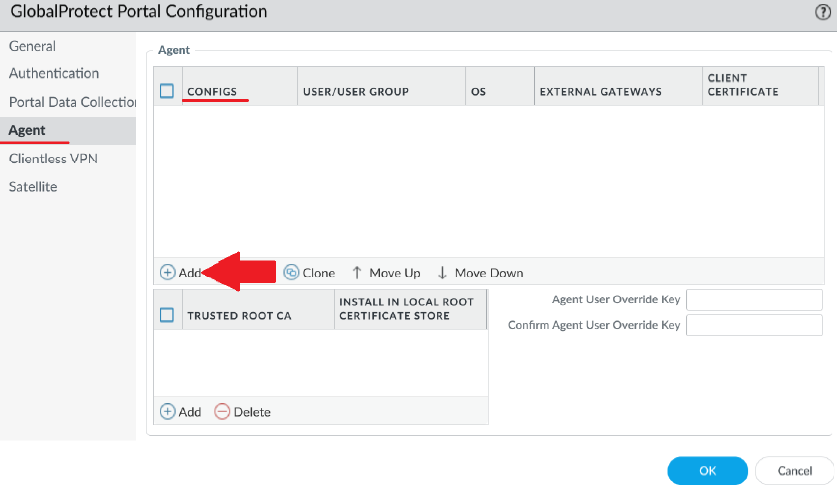 GlobalProtect Portal Configuration
General
Authentication
Portal Data Collection
Agent
Clientless VPN
Satellite
Agent
CONFIGS
USER/USER GROUP
OS
EXTERNAL GATEWAYS
CLIENT
CERTIFICATE
Add
Clone
Move Up
Move Down
TRUSTED ROOT CA
INSTALL IN LOCAL ROOT
CERTIFICATE STORE
Add
Delete
Agent User Override Key
Confirm Agent User Override Key
OK
Cancel